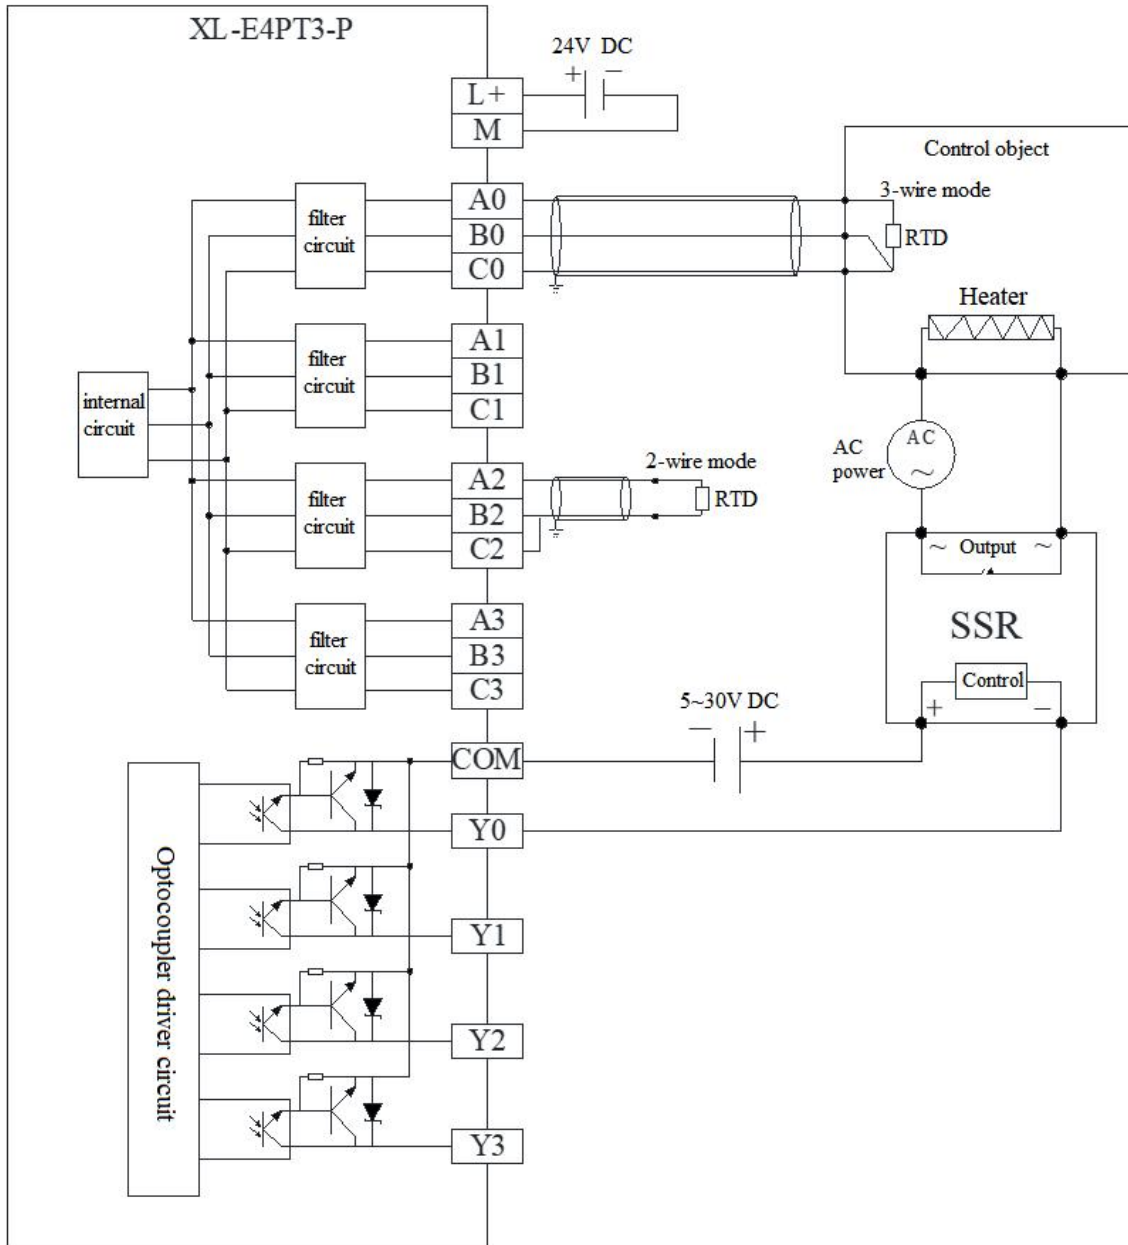 XL-E4PT3-P
24V DC
+ −
L+
M
Control object
3-wire mode
A0
B0
C0
filter
circuit
RTD
Heater
A1
B1
C1
filter
circuit
internal
circuit
AC
~
AC
power
2-wire mode
A2
B2
C2
filter
circuit
RTD
~ Output ~
SSR
Control
+ −
A3
B3
C3
filter
circuit
5~30V DC
− +
COM
Y0
Y1
Y2
Y3
Optocoupler driver circuit